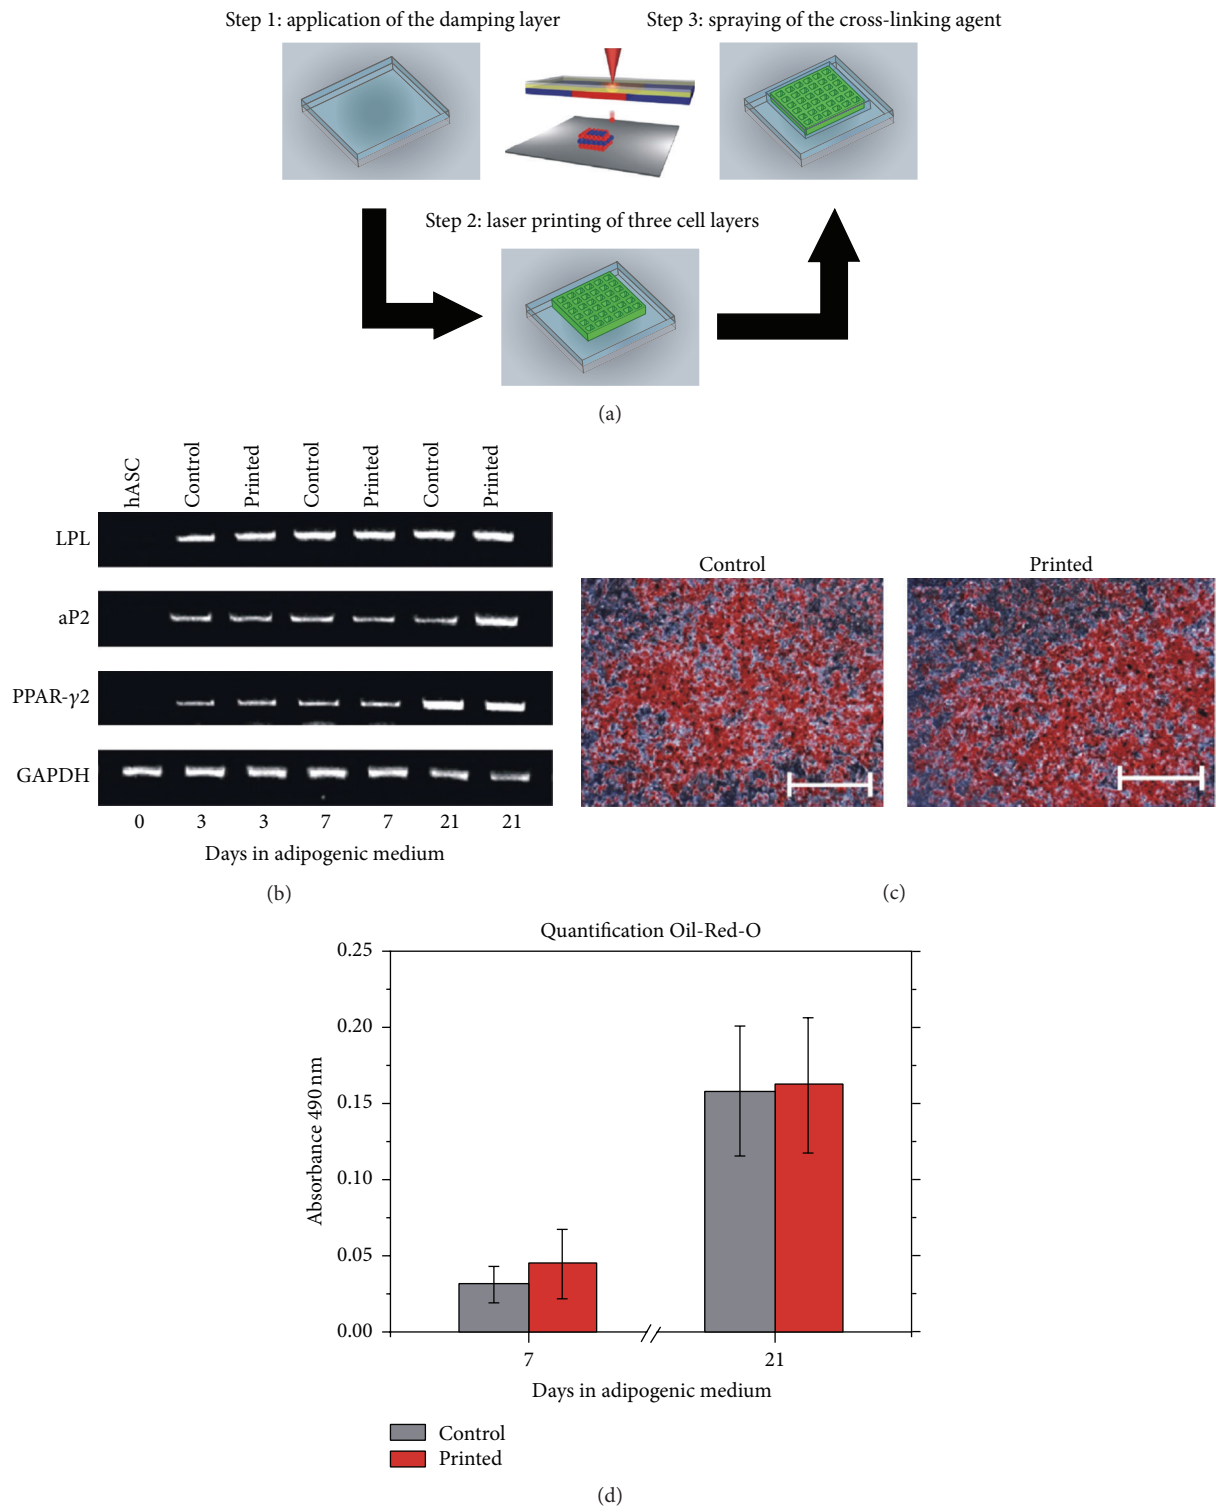 Step 1: application of the damping layer
Step 3: spraying of the cross-linking agent
Step 2: laser printing of three cell layers
(a)
hASC
Control
Printed
Control
Printed
Control
Printed
LPL
aP2
PPAR-γ2
GAPDH
0 3 3 7 7 21 21
Days in adipogenic medium
(b)
Control
Printed
(c)
Quantification Oil-Red-O
0.25
0.20
0.15
0.10
0.05
0.00
Absorbance 490 nm
7 21
Days in adipogenic medium
Control
Printed
(d)